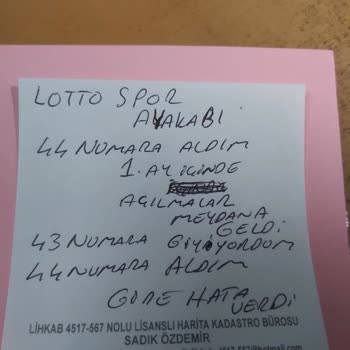 LOTTO SPOR
AYAKABI
44 NUMARA ALDIM
1. AY İÇİNDE
AÇILMALAR
MEYDANA
GELDİ
43 NUMARA GİYİYORDUM
44 NUMARA ALDIM
GÖRE HATA
VERDİ
LİHKAB 4517-567 NOLU LİSANSLI HARİTA KADASTRO BÜROSU
SADIK ÖZDEMİR